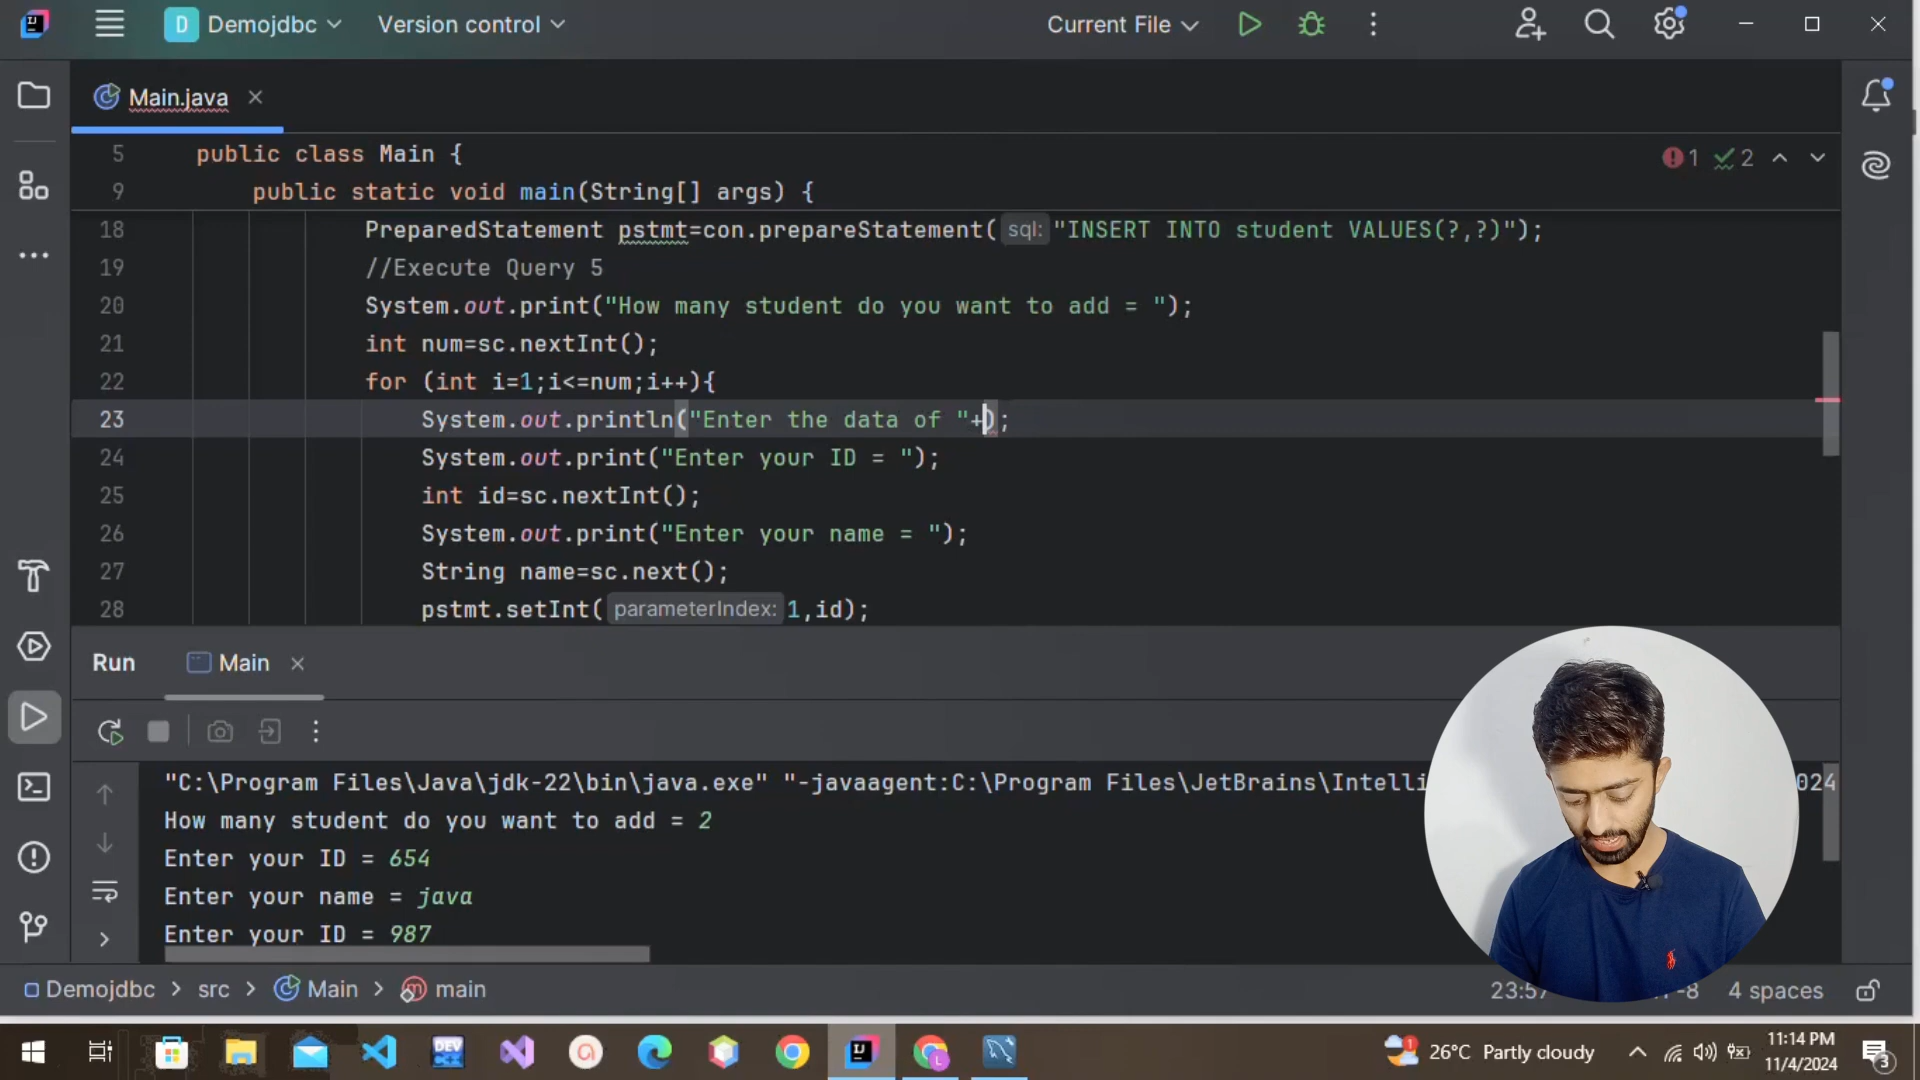 D Demojdbc Version control Current File
Main.java
1 2
5 public class Main {
9 public static void main(String[] args) {
18 PreparedStatement pstmt=con.prepareStatement( sql: "INSERT INTO student VALUES(?,?)");
19 //Execute Query 5
20 System.out.print("How many student do you want to add = ");
21 int num=sc.nextInt();
22 for (int i=1;i<=num;i++){
23 System.out.println("Enter the data of "+);
24 System.out.print("Enter your ID = ");
25 int id=sc.nextInt();
26 System.out.print("Enter your name = ");
27 String name=sc.next();
28 pstmt.setInt( parameterIndex: 1,id);
Run Main
"C:\Program Files\Java\jdk-22\bin\java.exe" "-javaagent:C:\Program Files\JetBrains\Intelli 024
How many student do you want to add = 2
Enter your ID = 654
Enter your name = java
Enter your ID = 987
Demojdbc > src > Main > main 4 spaces
DEV C++ 1 26°C Partly cloudy 11:14 PM
11/4/2024 3